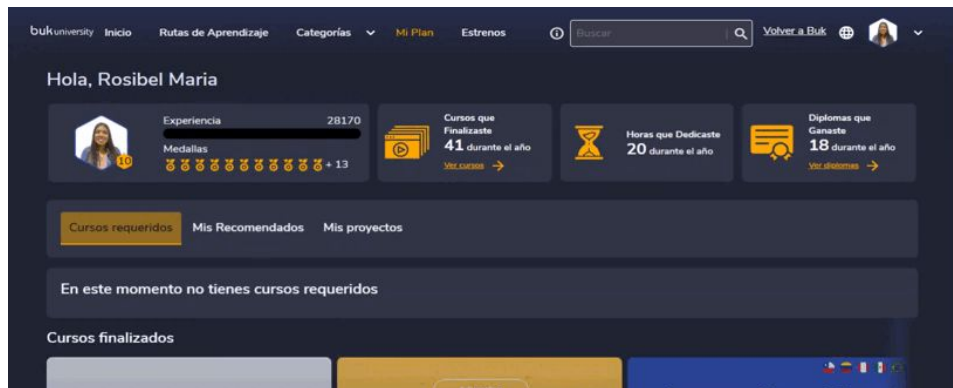 bukuniversity Inicio Rutas de Aprendizaje Categorías Mi Plan Estrenos Buscar Volver a Buk
Hola, Rosibel Maria
10
Experiencia 28170
Medallas
+ 13
Cursos que
Finalizaste
41 durante el año
Ver cursos
Horas que Dedicaste
20 durante el año
Diplomas que
Ganaste
18 durante el año
Ver diplomas
Cursos requeridos Mis Recomendados Mis proyectos
En este momento no tienes cursos requeridos
Cursos finalizados